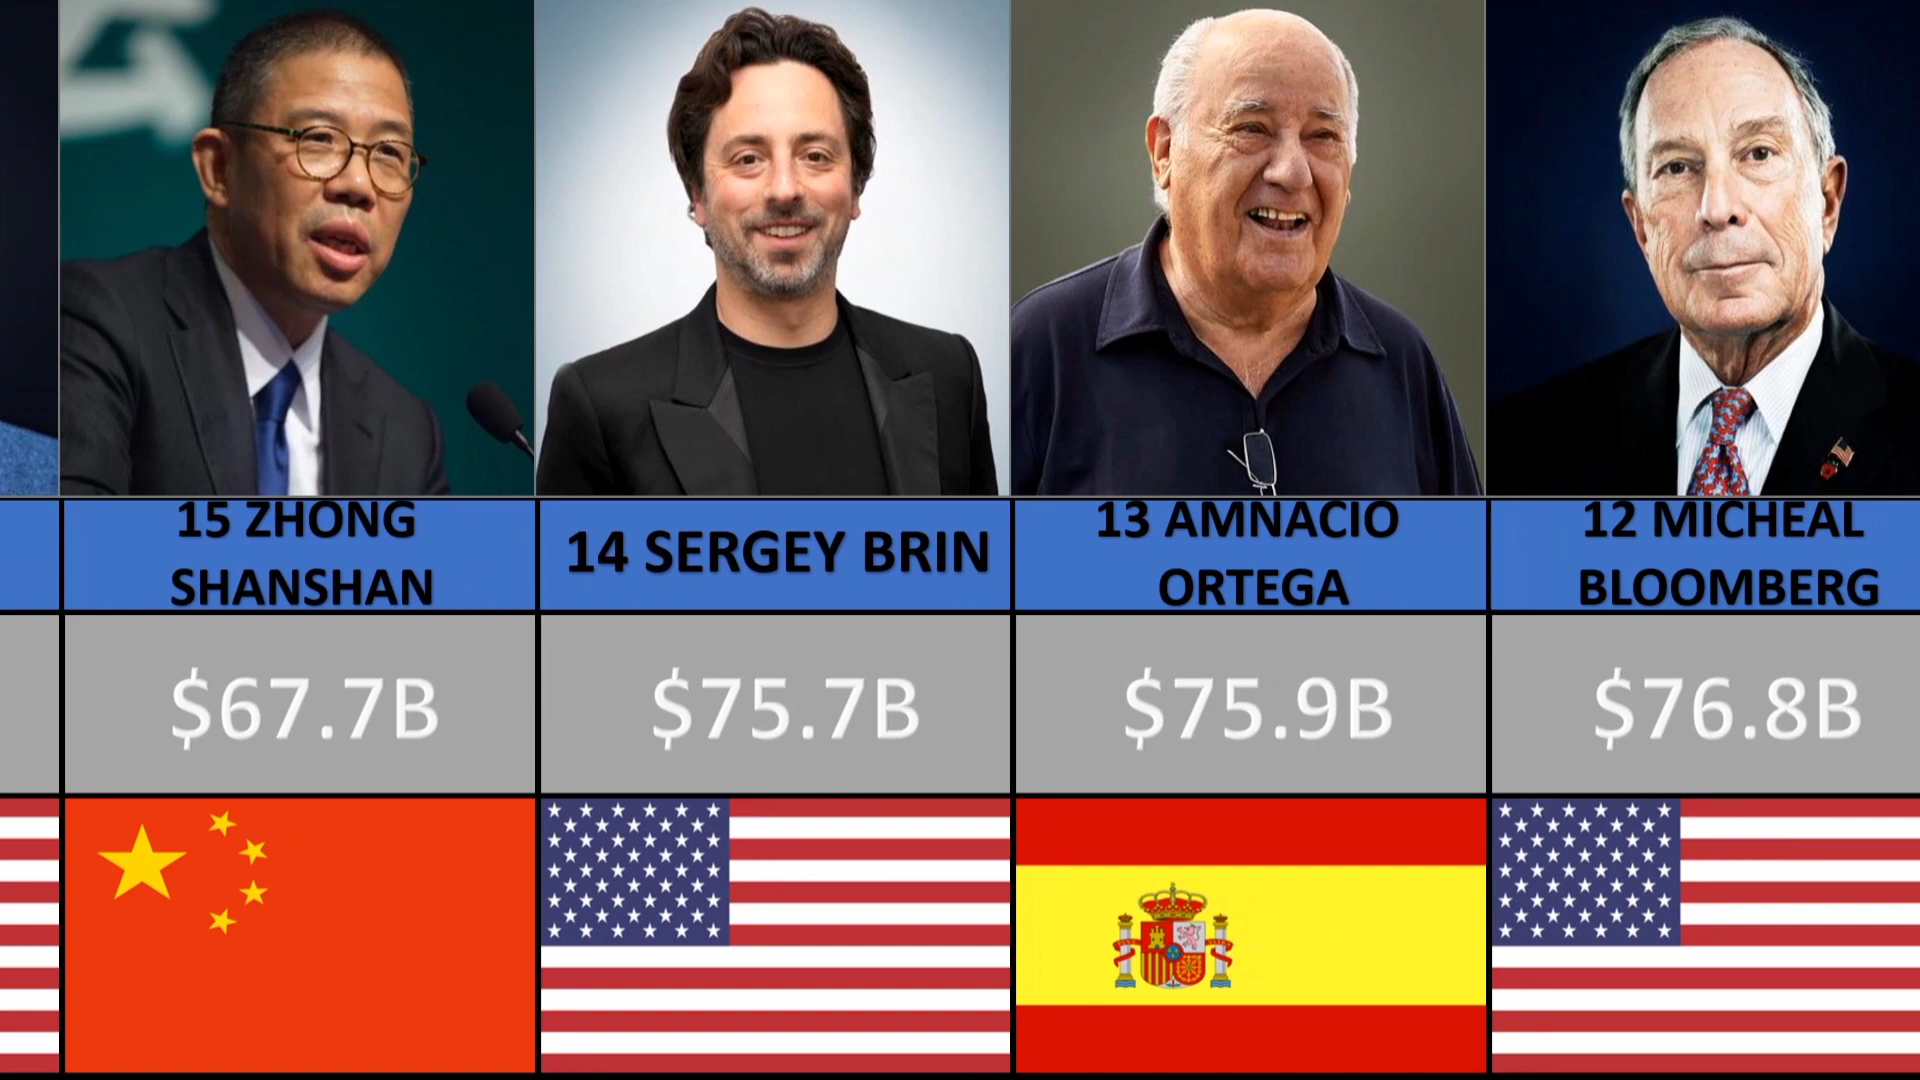 15 ZHONG
SHANSHAN
14 SERGEY BRIN
13 AMNACIO
ORTEGA
12 MICHEAL
BLOOMBERG
$67.7B
$75.7B
$75.9B
$76.8B